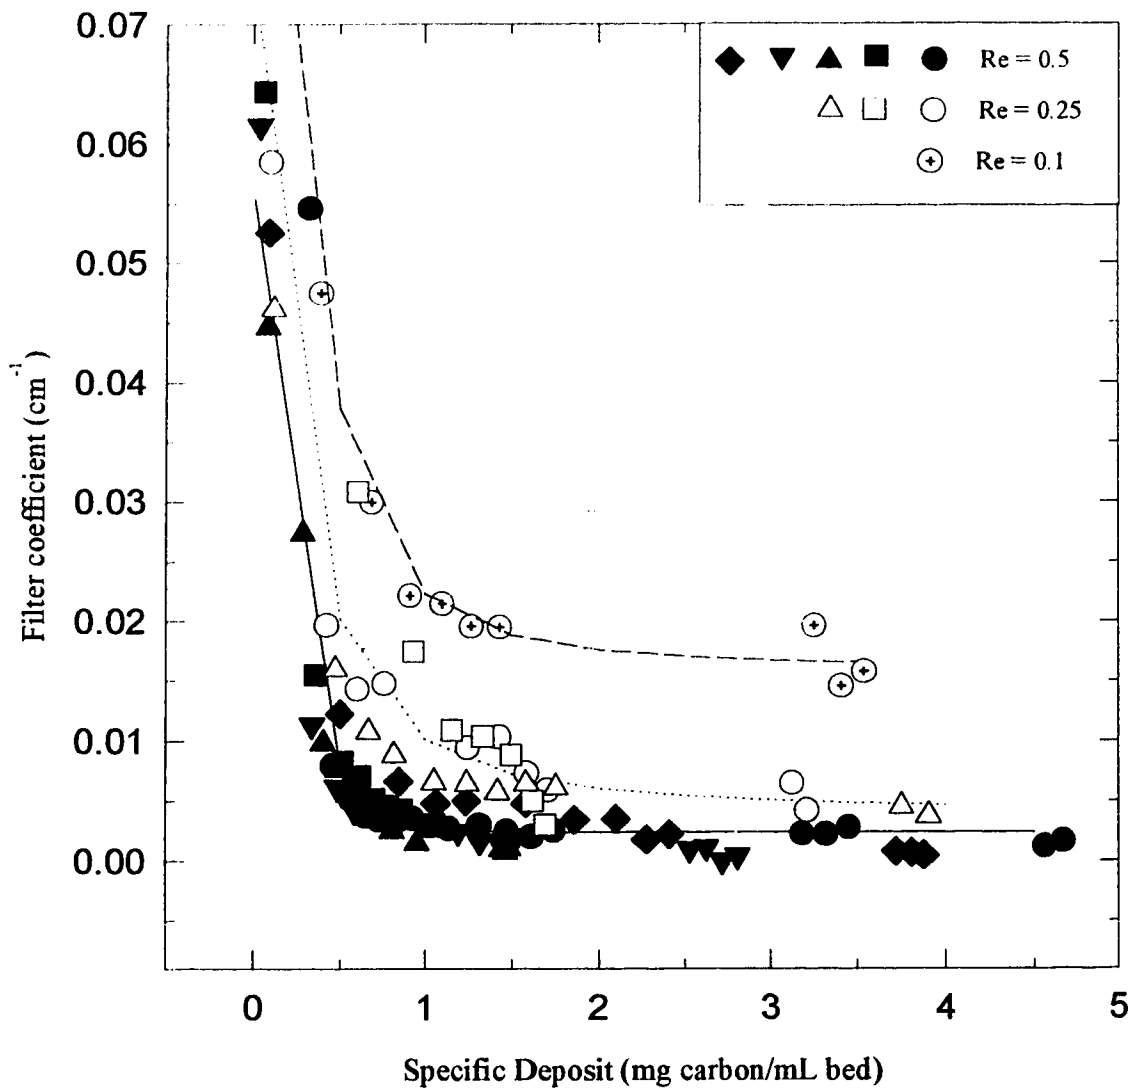 0.07
0.06
0.05
0.04
0.03
0.02
0.01
0.00
Filter coefficient (cm⁻¹)
Re = 0.5
Re = 0.25
Re = 0.1
0 1 2 3 4 5
Specific Deposit (mg carbon/mL bed)